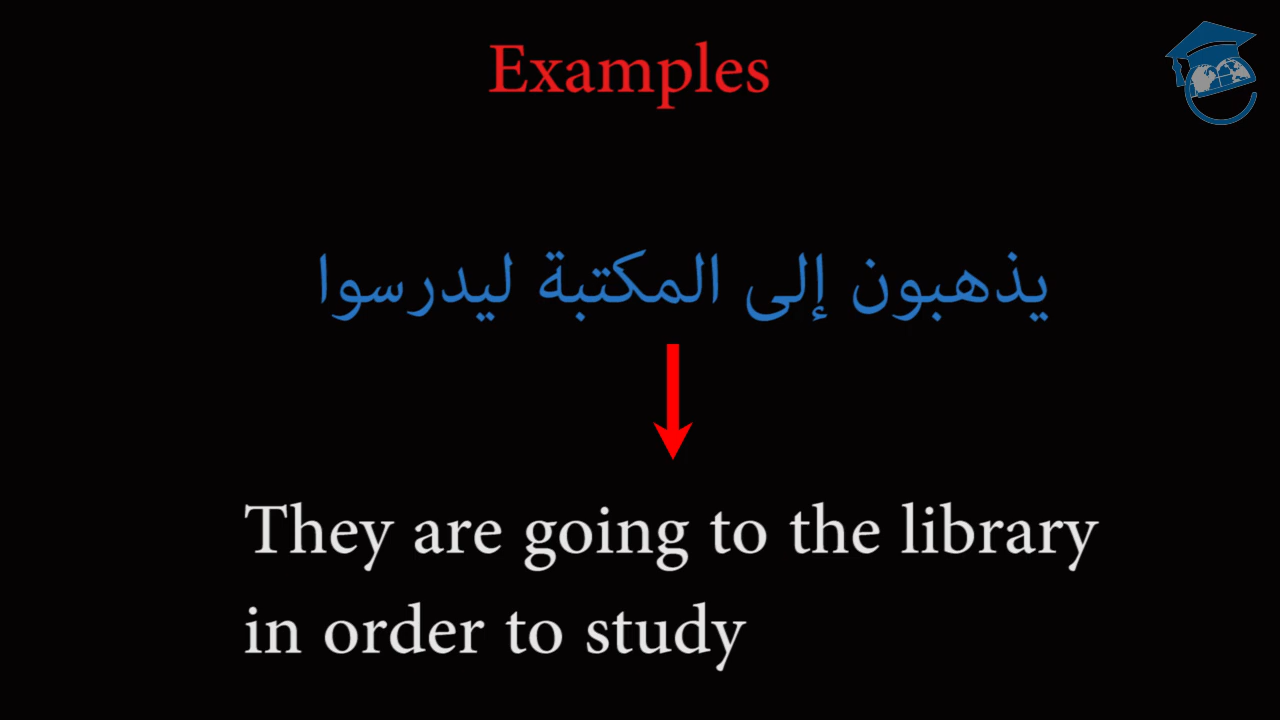 Examples
يذهبون إلى المكتبة ليدرسوا
They are going to the library
in order to study